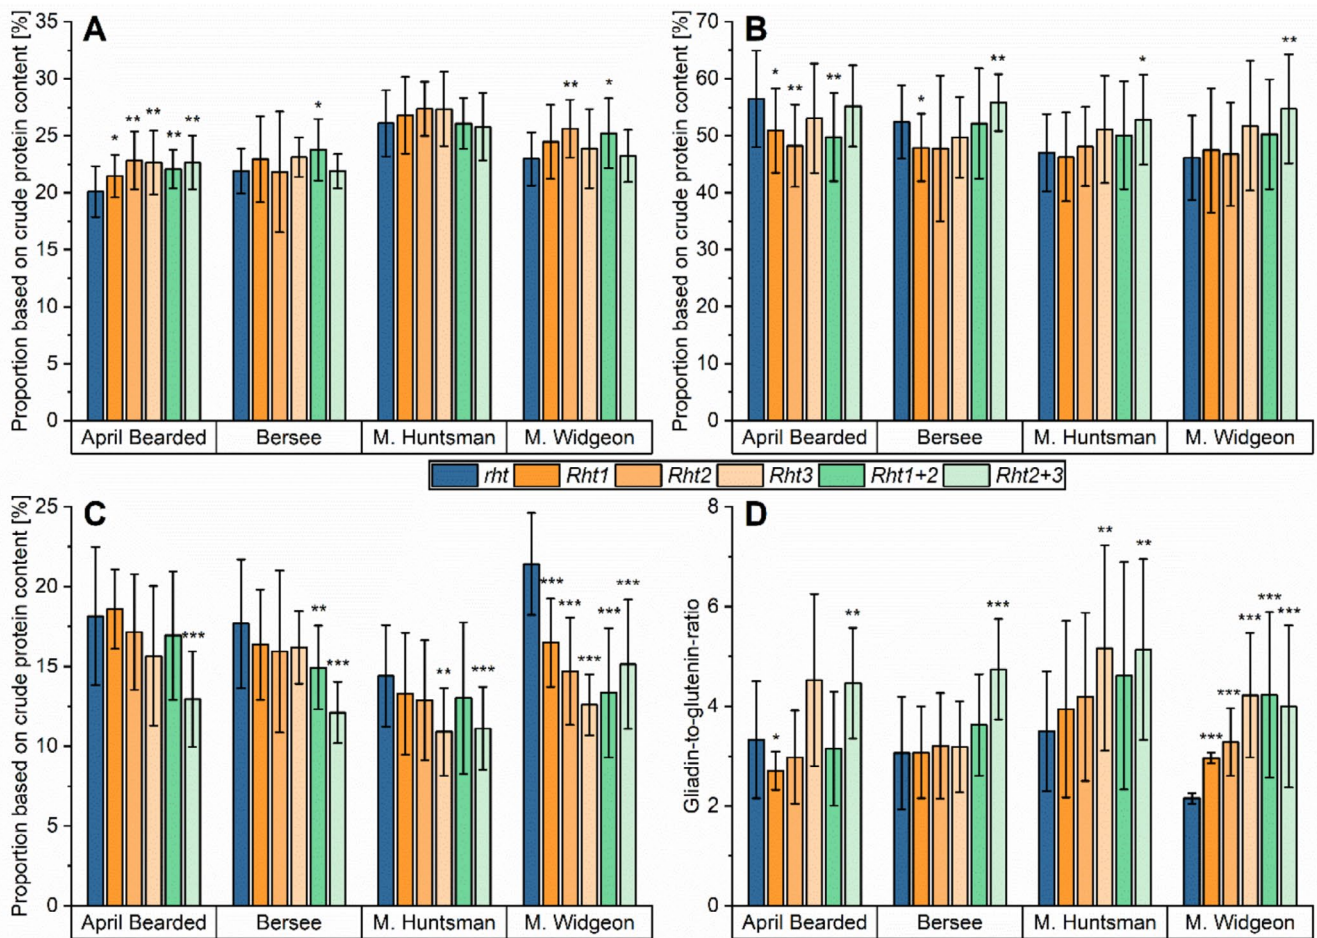 A
Proportion based on crude protein content [%]
35
30
25
20
15
10
5
0
* ** ** ** **
*
** *
April Bearded Bersee M. Huntsman M. Widgeon
B
Proportion based on crude protein content [%]
70
60
50
40
30
20
10
0
* ** **
* **
*
**
April Bearded Bersee M. Huntsman M. Widgeon
rht Rht1 Rht2 Rht3 Rht1+2 Rht2+3
C
Proportion based on crude protein content [%]
25
20
15
10
5
0
***
** ***
** ***
*** *** *** *** ***
April Bearded Bersee M. Huntsman M. Widgeon
D
Gliadin-to-glutenin-ratio
8
6
4
2
0
* **
***
** **
*** *** *** *** ***
April Bearded Bersee M. Huntsman M. Widgeon